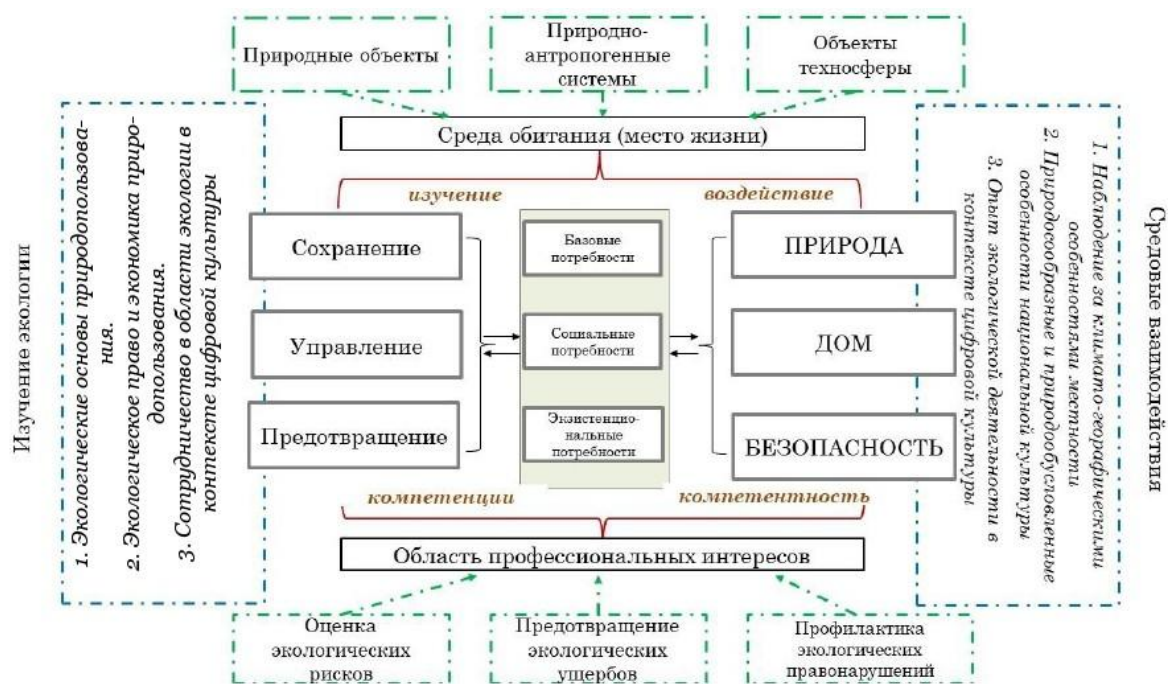 Природные объекты
Природно-
антропогенные
системы
Объекты
техносферы
Среда обитания (место жизни)
изучение
воздействие
Изучение экологии
1. Экологические основы природопользова-
ния.
2. Экологическое право и экономика приро-
допользования.
3. Сотрудничество в области экологии в
контексте цифровой культуры
Сохранение
Управление
Предотвращение
Базовые
потребности
Социальные
потребности
Экзистенцио-
нальные
потребности
ПРИРОДА
ДОМ
БЕЗОПАСНОСТЬ
1. Наблюдение за климато-географическими
особенностями местности
2. Природосообразные и природообусловленные
особенности национальной культуры
3. Опыт экологической деятельности в
контексте цифровой культуры
Средовые взаимодействия
компетенции
компетентность
Область профессиональных интересов
Оценка
экологических
рисков
Предотвращение
экологических
ущербов
Профилактика
экологических
правонарушений